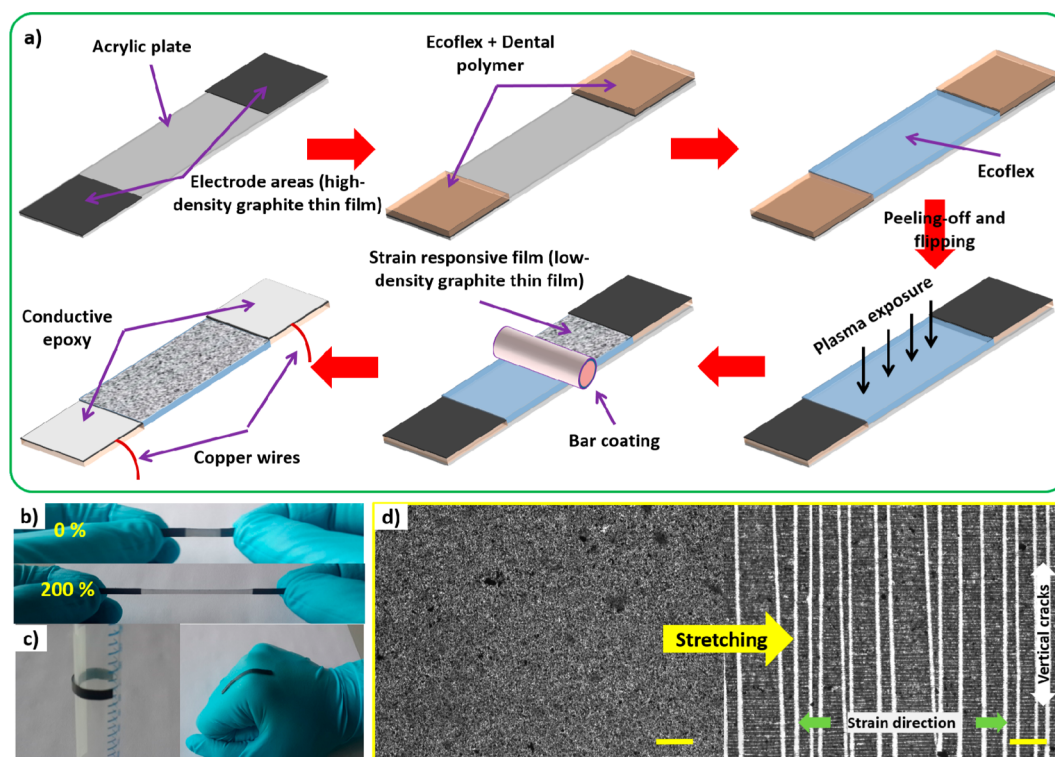 a)
Acrylic plate
Electrode areas (high-
density graphite thin film)
Ecoflex + Dental
polymer
Ecoflex
Peeling-off and
flipping
Plasma exposure
Strain responsive film (low-
density graphite thin film)
Bar coating
Conductive
epoxy
Copper wires
b)
0 %
200 %
c)
d)
Stretching
Strain direction
Vertical cracks